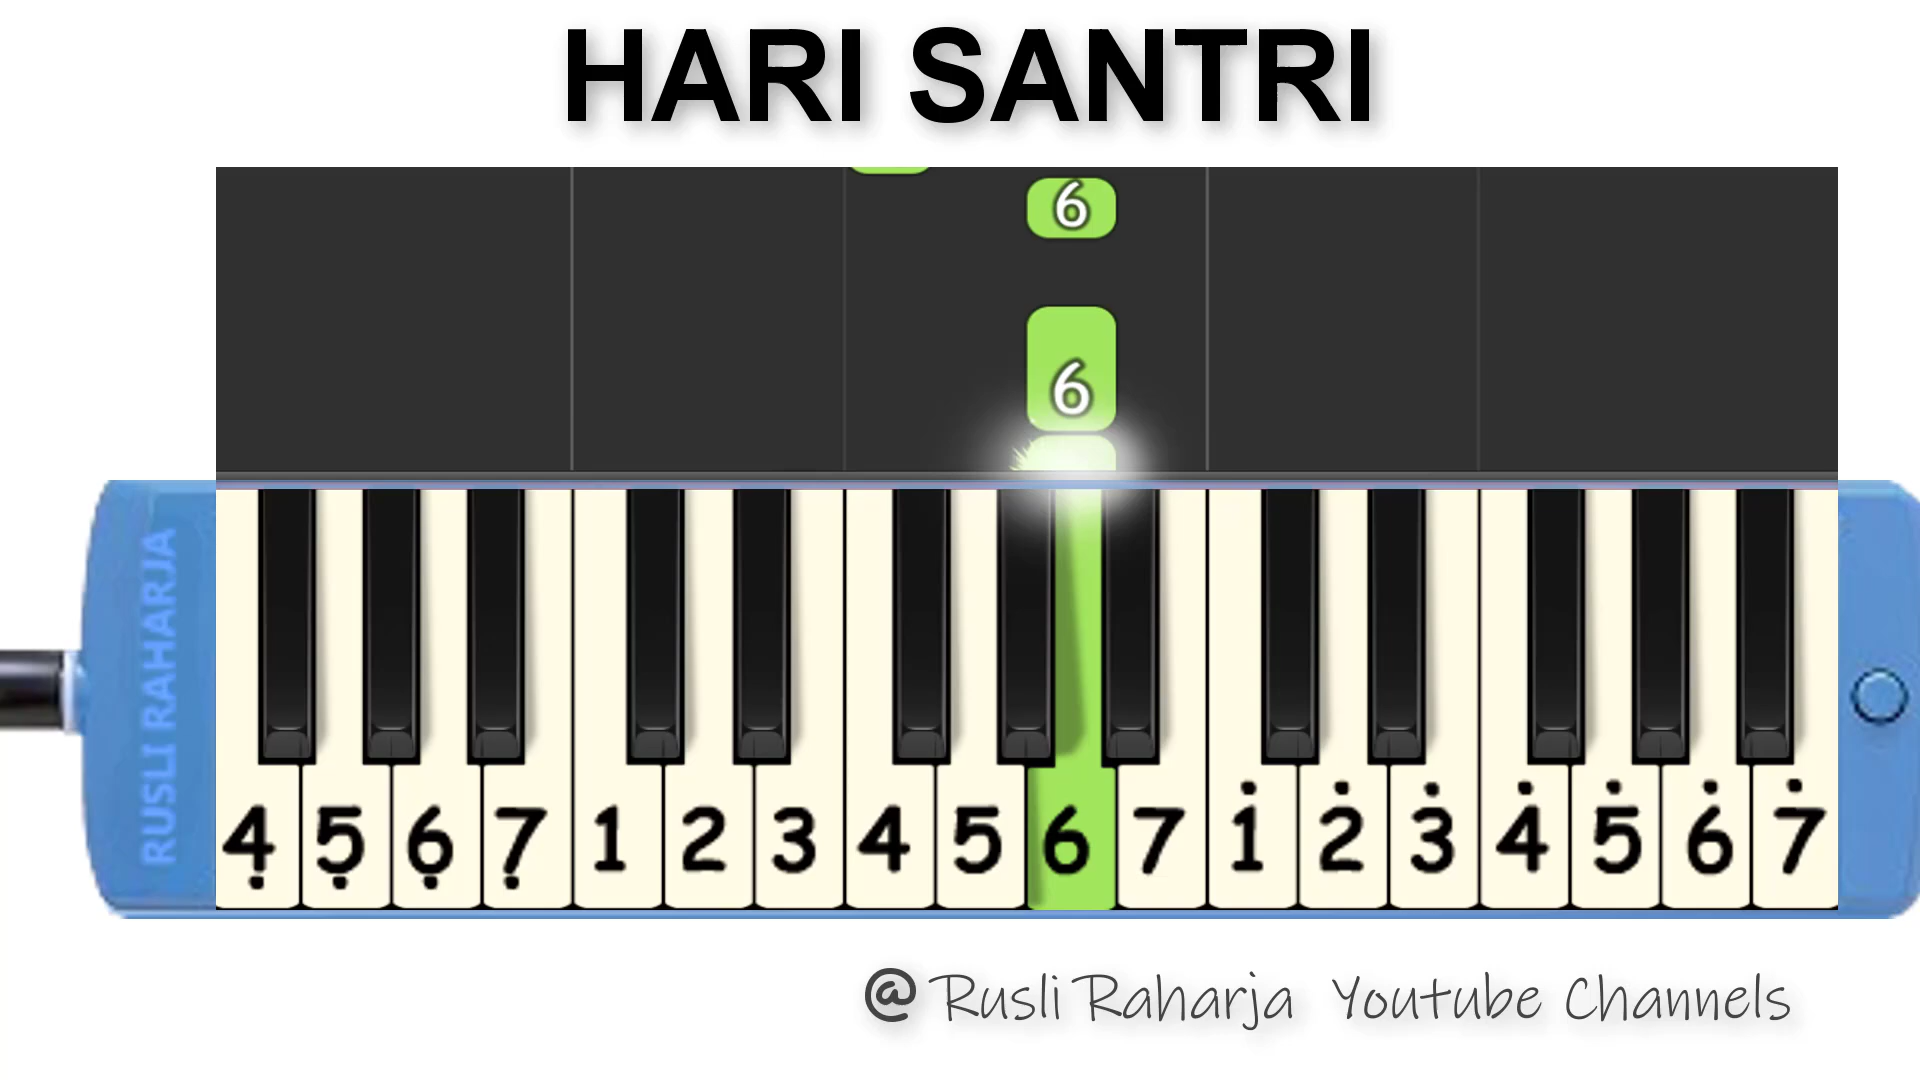 HARI SANTRI
6
6
RUSLI RAHARJA
4̣ 5̣ 6̣ 7̣ 1 2 3 4 5 6 7 1̇ 2̇ 3̇ 4̇ 5̇ 6̇ 7̇
@Rusli Raharja Youtube Channels